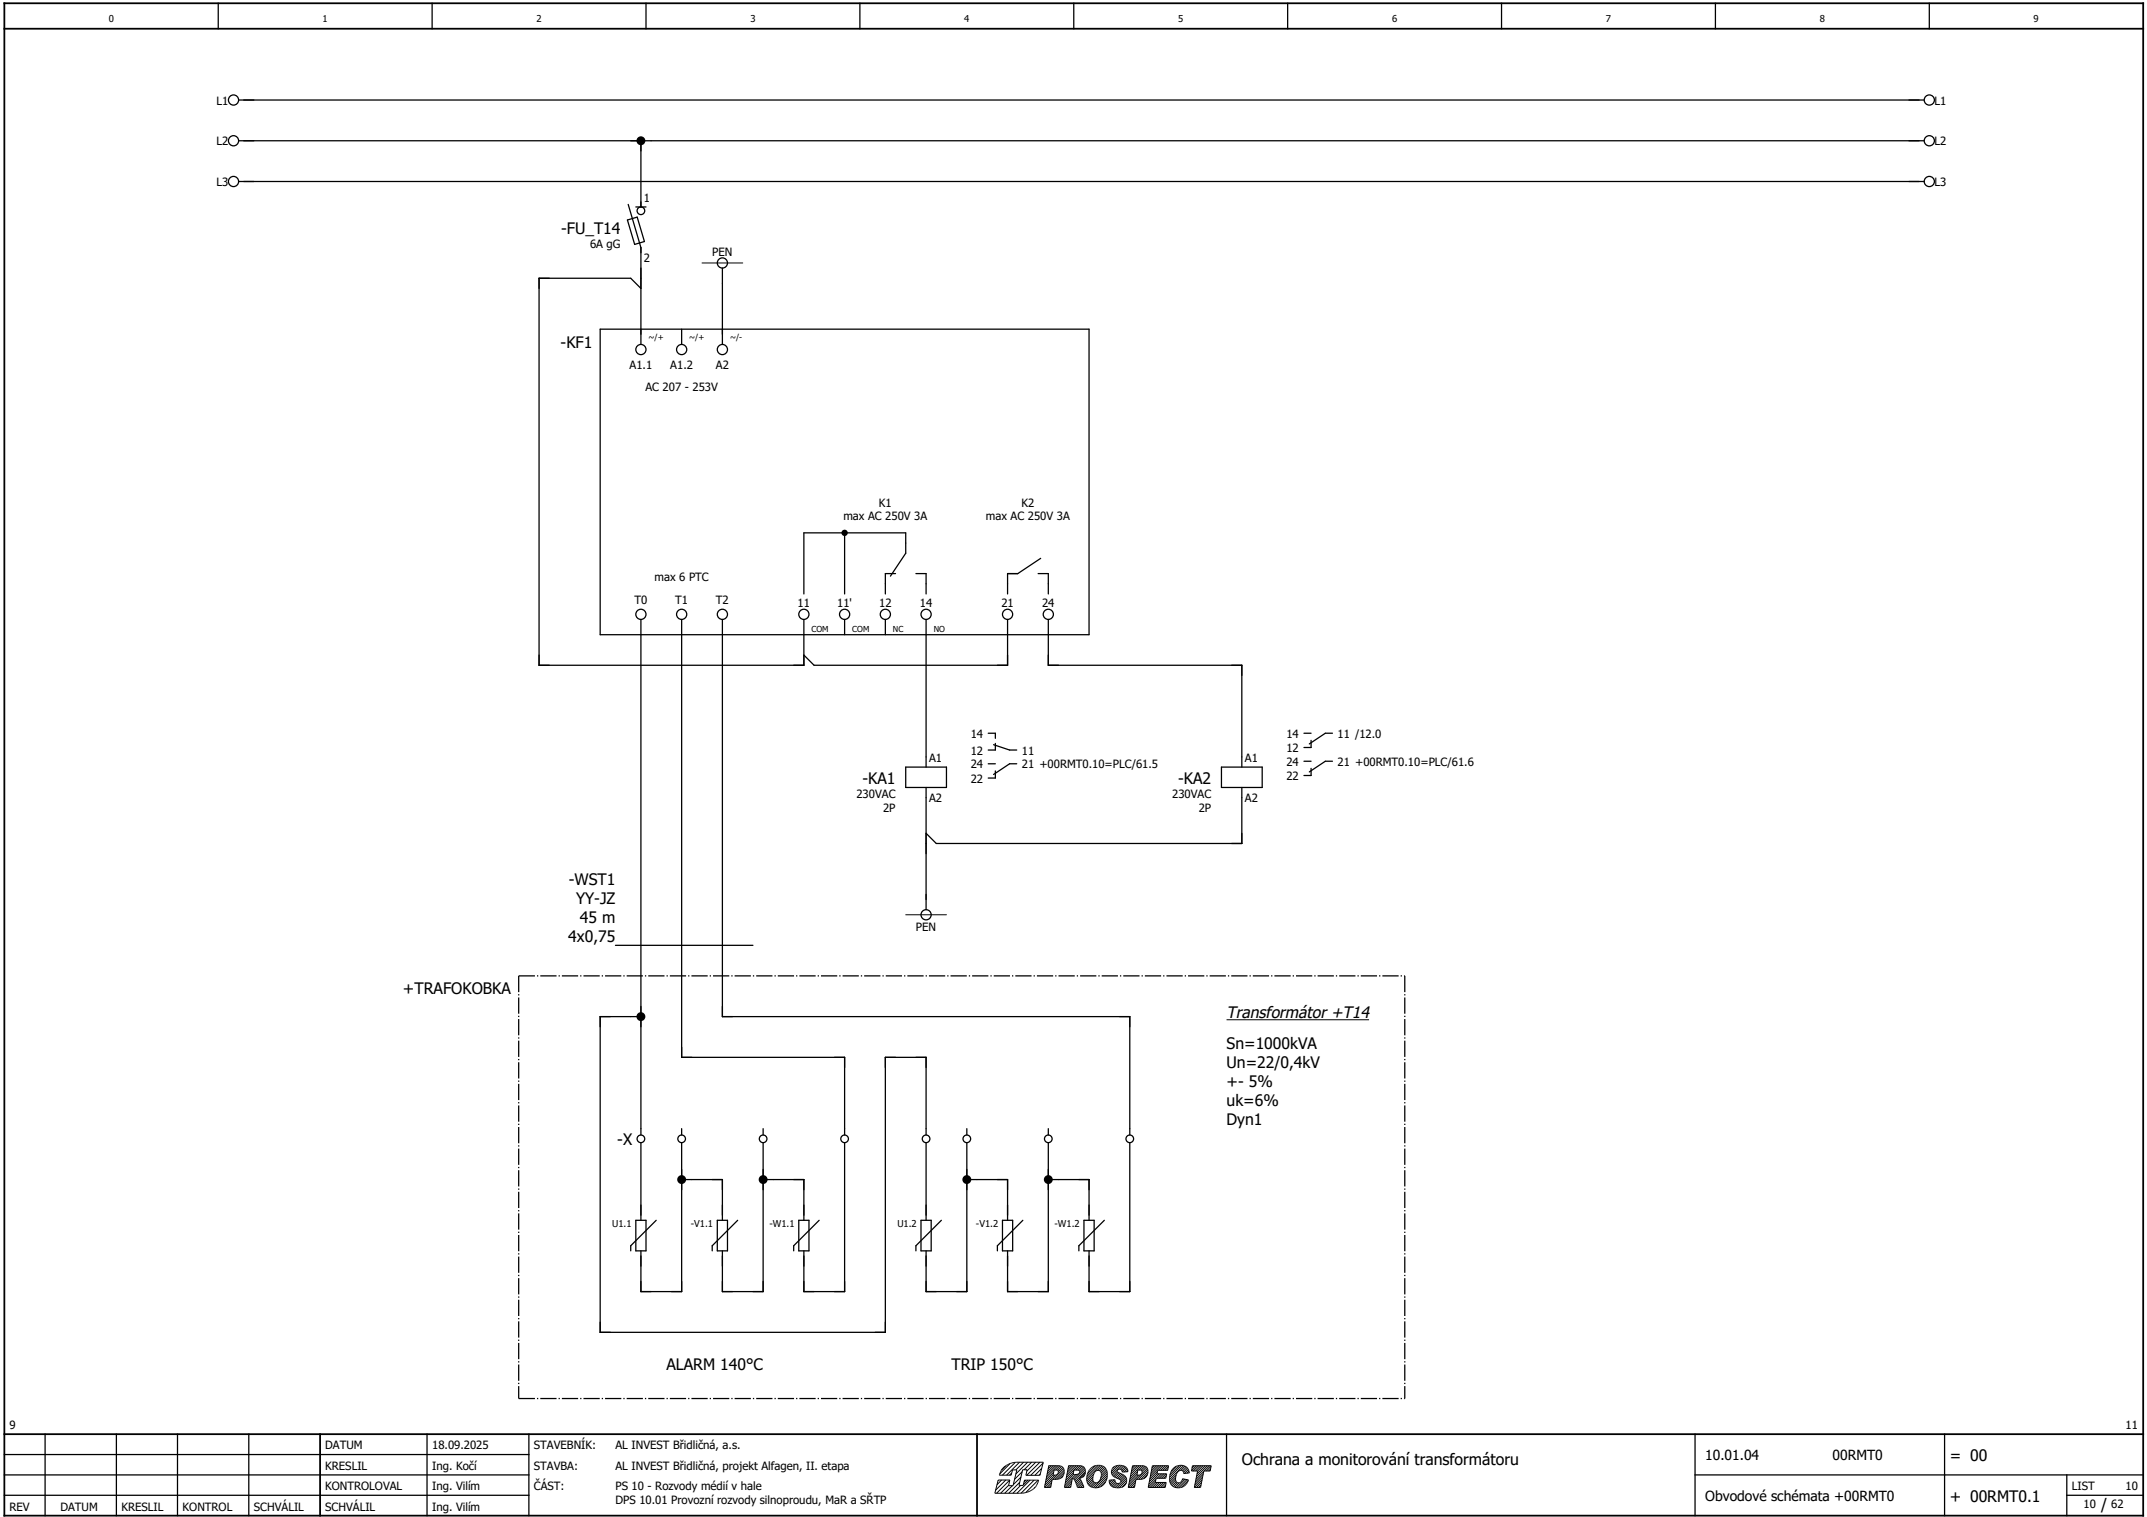 0 1 2 3 4 5 6 7 8 9
L1 L1
L2 L2
L3 L3
1
-FU_T14
6A gG
2
PEN
-KF1
~/+ ~/+ ~/-
A1.1 A1.2 A2
AC 207 - 253V
K1 K2
max AC 250V 3A max AC 250V 3A
max 6 PTC
T0 T1 T2 11 11' 12 14 21 24
COM COM NC NO
14
12 11
24 21 +00RMT0.10=PLC/61.5
22
A1
-KA1
230VAC
2P
A2
14 11 /12.0
12
24 21 +00RMT0.10=PLC/61.6
22
A1
-KA2
230VAC
2P
A2
-WST1
YY-JZ
45 m
4x0,75
PEN
+TRAFOKOBKA
Transformátor +T14
Sn=1000kVA
Un=22/0,4kV
+- 5%
uk=6%
Dyn1
-X
U1.1 -V1.1 -W1.1 U1.2 -V1.2 -W1.2
ALARM 140°C TRIP 150°C
9 11
DATUM 18.09.2025
KRESLIL Ing. Kočí
KONTROLOVAL Ing. Vilím
REV DATUM KRESLIL KONTROL SCHVÁLIL SCHVÁLIL Ing. Vilím
STAVEBNÍK: AL INVEST Břidličná, a.s.
STAVBA: AL INVEST Břidličná, projekt Alfagen, II. etapa
ČÁST: PS 10 - Rozvody médií v hale
DPS 10.01 Provozní rozvody silnoproudu, MaR a SŘTP
PROSPECT
Ochrana a monitorování transformátoru
10.01.04 00RMT0
Obvodové schémata +00RMT0
= 00
+ 00RMT0.1
LIST 10
10 / 62